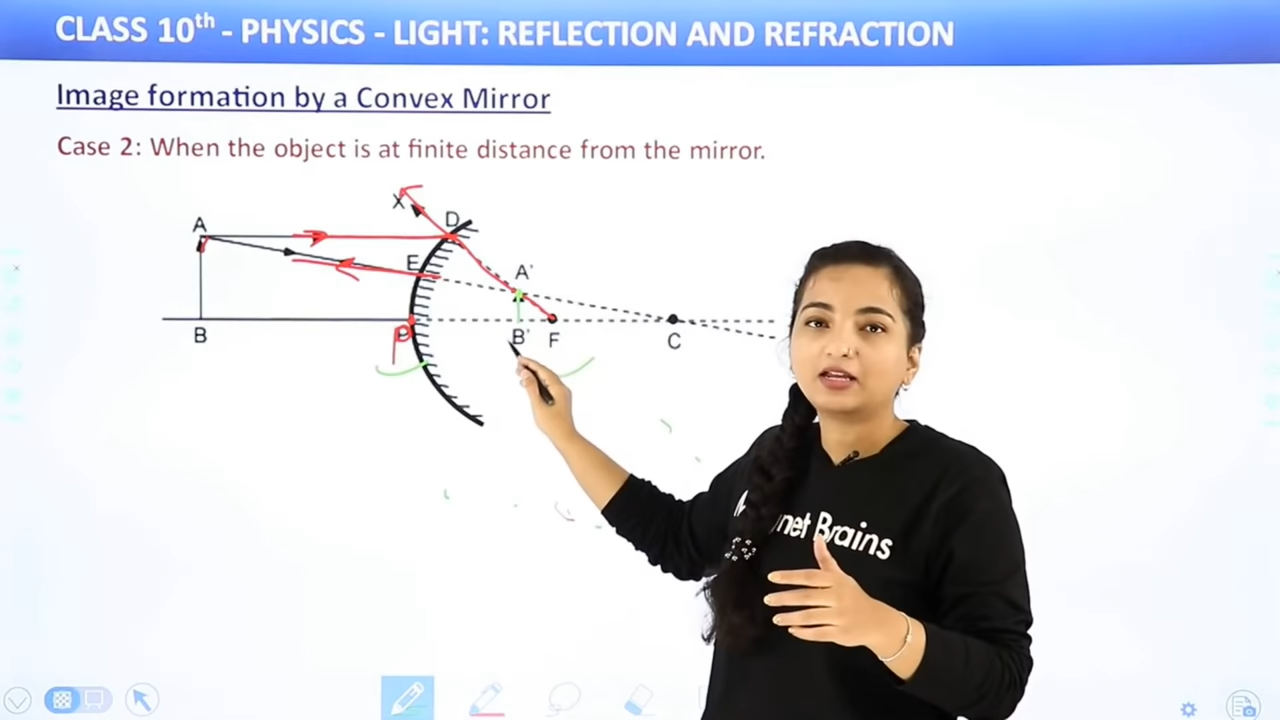 CLASS 10th - PHYSICS - LIGHT: REFLECTION AND REFRACTION
Image formation by a Convex Mirror
Case 2: When the object is at finite distance from the mirror.
X D
A
E A'
P
B B' F C
net Brains